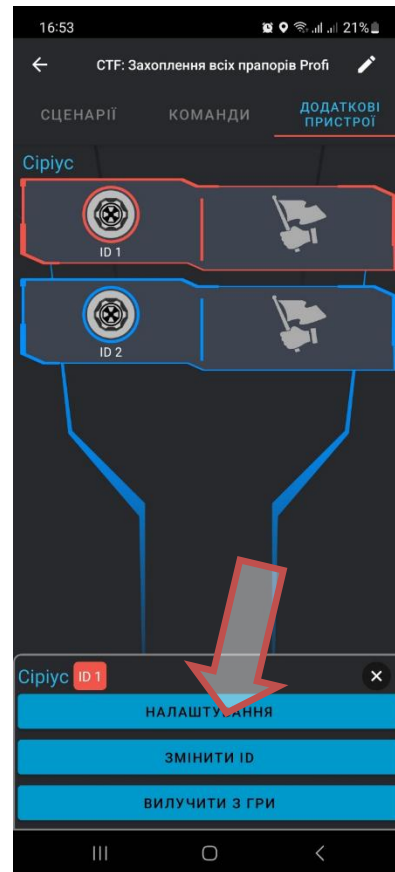 16:53 21%
CTF: Захоплення всіх прапорів Profi
СЦЕНАРІЇ КОМАНДИ ДОДАТКОВІ ПРИСТРОЇ
Сіріус
ID 1
ID 2
Сіріус ID 1
НАЛАШТУВАННЯ
ЗМІНИТИ ID
ВИЛУЧИТИ З ГРИ